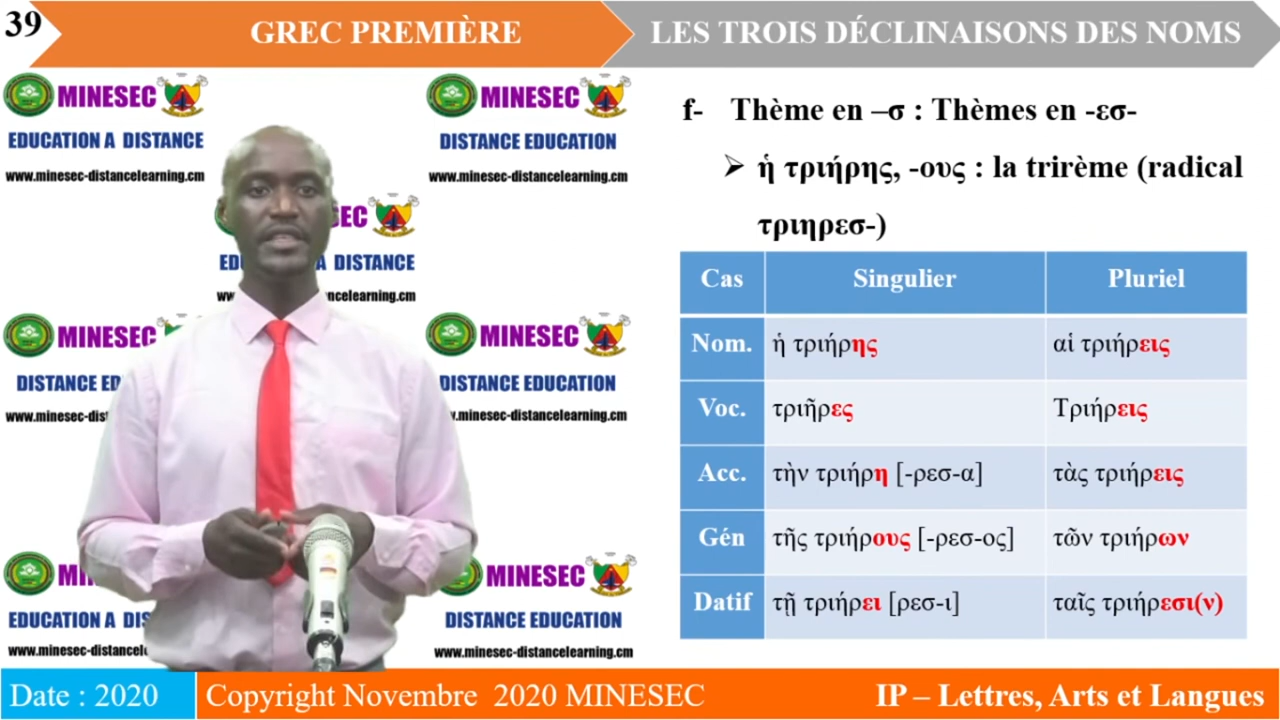 39
GREC PREMIÈRE
LES TROIS DÉCLINAISONS DES NOMS
MINESEC
EDUCATION A DISTANCE
www.minesec-distancelearning.cm
MINESEC
DISTANCE EDUCATION
www.minesec-distancelearning.cm
DISTANCE
MINESEC
DISTANCE EDUCATION
MINESEC
DISTANCE EDUCATION
www.minesec-distancelearning.cm
EDUCATION A
MINESEC
DISTANCE EDUCATION
www.minesec-distancelearning.cm
f- Thème en –σ : Thèmes en -εσ-
➢ ἡ τριήρης, -ους : la trirème (radical
τριηρεσ-)
Cas Singulier Pluriel
Nom. ἡ τριήρης αἱ τριήρεις
Voc. τριῆρες Τριήρεις
Acc. τὴν τριήρη [-ρεσ-α] τὰς τριήρεις
Gén τῆς τριήρους [-ρεσ-ος] τῶν τριήρων
Datif τῇ τριήρει [ρεσ-ι] ταῖς τριήρεσι(ν)
Date : 2020
Copyright Novembre 2020 MINESEC
IP – Lettres, Arts et Langues